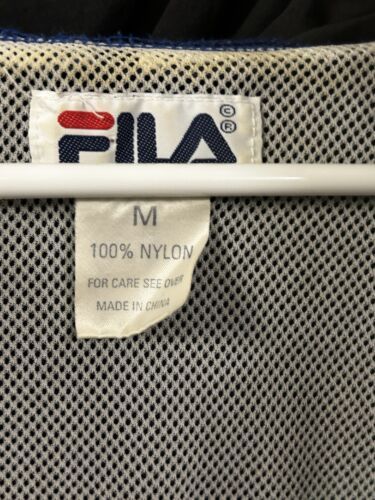 ©
®
FILA
M
100% NYLON
FOR CARE SEE OVER
MADE IN CHINA